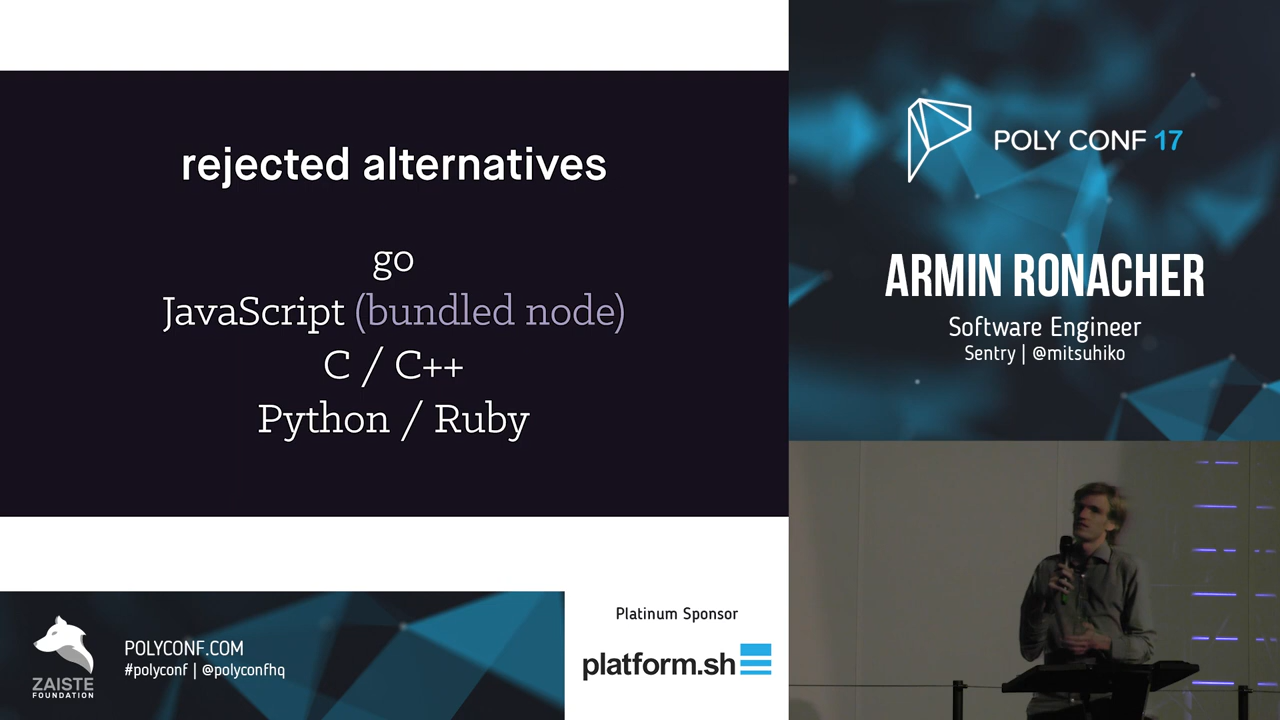 rejected alternatives
go
JavaScript (bundled node)
C / C++
Python / Ruby
POLY CONF 17
ARMIN RONACHER
Software Engineer
Sentry | @mitsuhiko
ZAISTE
FOUNDATION
POLYCONF.COM
#polyconf | @polyconfhq
Platinum Sponsor
platform.sh